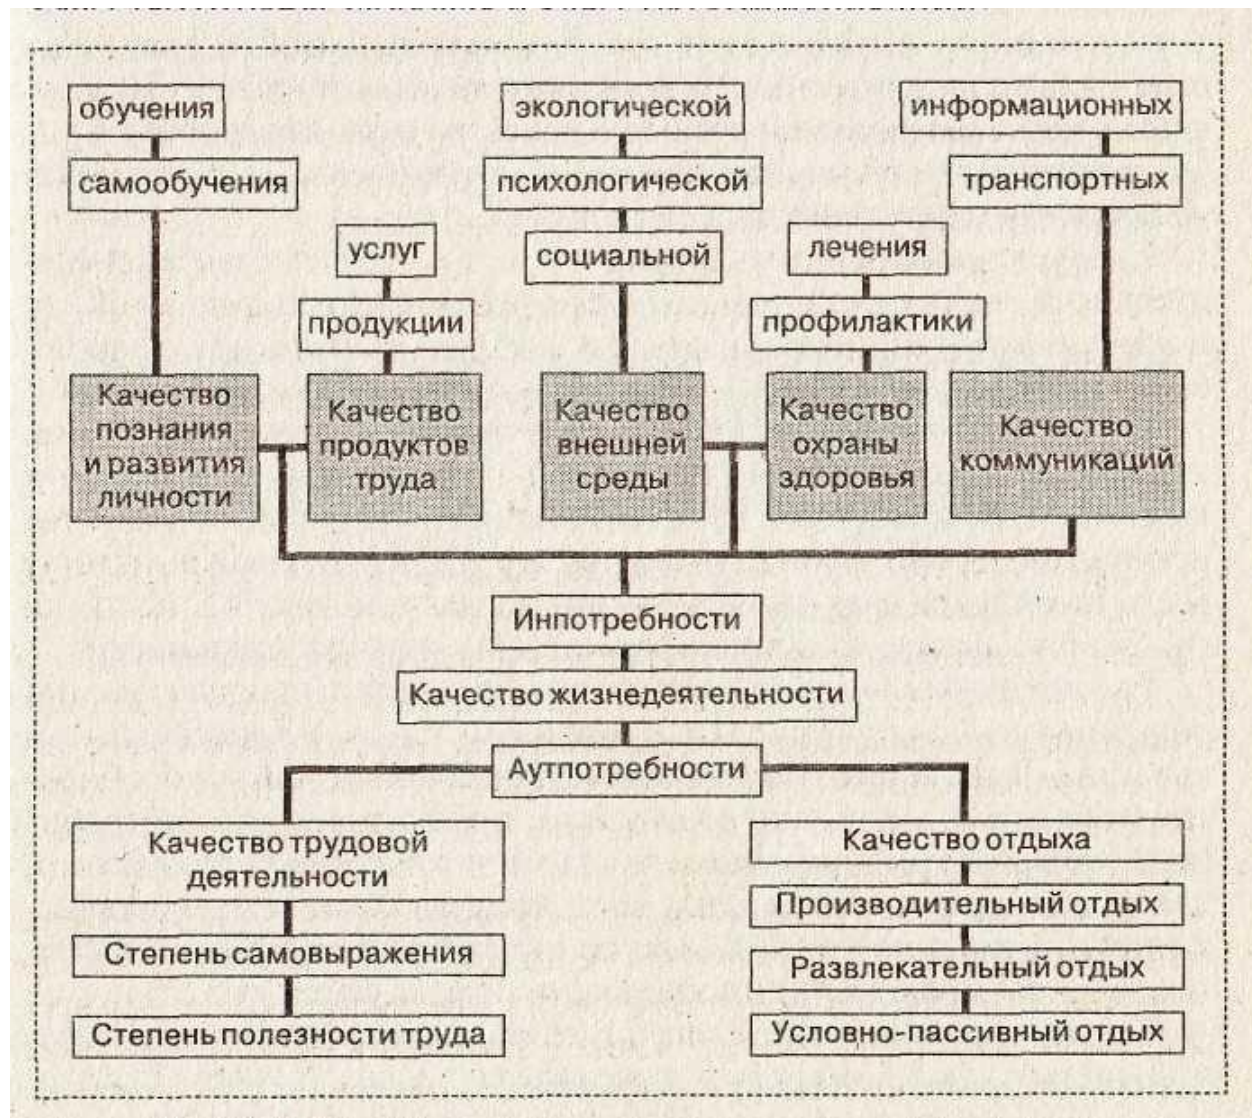 обучения
экологической
информационных
самообучения
психологической
транспортных
услуг
социальной
лечения
продукции
профилактики
Качество
познания
и развития
личности
Качество
продуктов
труда
Качество
внешней
среды
Качество
охраны
здоровья
Качество
коммуникаций
Инпотребности
Качество жизнедеятельности
Аутпотребности
Качество трудовой
деятельности
Степень самовыражения
Степень полезности труда
Качество отдыха
Производительный отдых
Развлекательный отдых
Условно-пассивный отдых